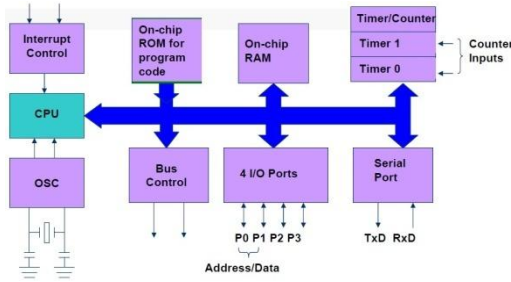 Interrupt
Control
On-chip
ROM for
program
code
On-chip
RAM
Timer/Counter
Timer 1
Timer 0
Counter
Inputs
CPU
OSC
Bus
Control
4 I/O Ports
Serial
Port
P0 P1 P2 P3
Address/Data
TxD RxD